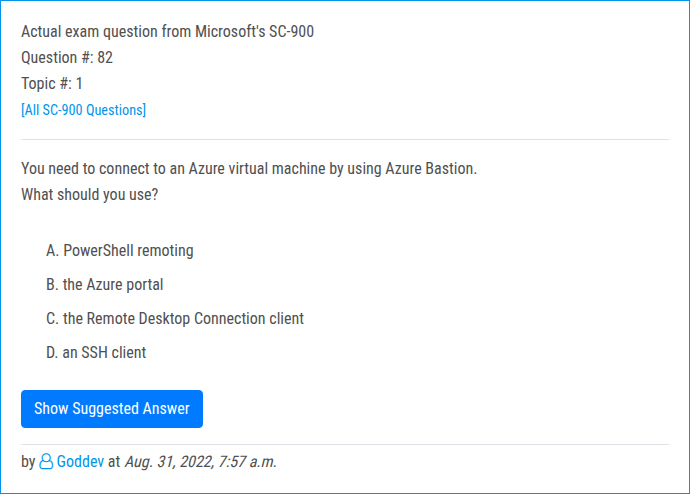 Actual exam question from Microsoft's SC-900
Question #: 82
Topic #: 1
[All SC-900 Questions]
You need to connect to an Azure virtual machine by using Azure Bastion.
What should you use?
A. PowerShell remoting
B. the Azure portal
C. the Remote Desktop Connection client
D. an SSH client
Show Suggested Answer
by Goddev at Aug. 31, 2022, 7:57 a.m.